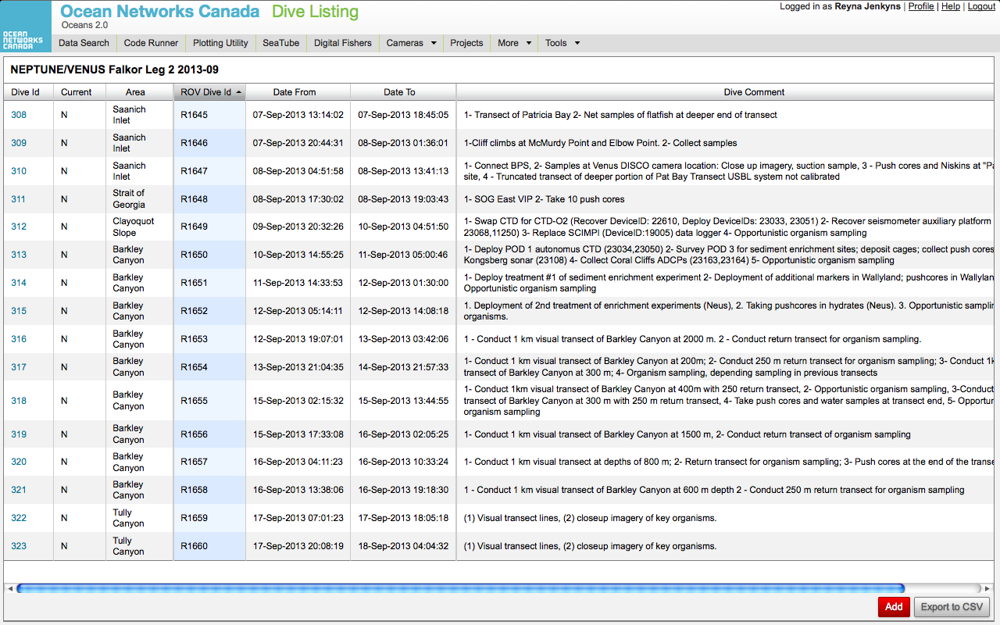 Ocean Networks Canada Dive Listing
Logged in as Reyna Jenkyns | Profile | Help | Logout
Oceans 2.0
OCEAN
NETWORKS
CANADA
Data Search Code Runner Plotting Utility SeaTube Digital Fishers Cameras Projects More Tools
NEPTUNE/VENUS Falkor Leg 2 2013-09
Dive Id Current Area ROV Dive Id Date From Date To Dive Comment
308 N Saanich Inlet R1645 07-Sep-2013 13:14:02 07-Sep-2013 18:45:05 1- Transect of Patricia Bay 2- Net samples of flatfish at deeper end of transect
309 N Saanich Inlet R1646 07-Sep-2013 20:44:31 08-Sep-2013 01:36:01 1-Cliff climbs at McMurdy Point and Elbow Point. 2- Collect samples
310 N Saanich Inlet R1647 08-Sep-2013 04:51:58 08-Sep-2013 13:41:13 1- Connect BPS, 2- Samples at Venus DISCO camera location: Close up imagery, suction sample, 3 - Push cores and Niskins at "Pa
site, 4 - Truncated transect of deeper portion of Pat Bay Transect USBL system not calibrated
311 N Strait of Georgia R1648 08-Sep-2013 17:30:02 08-Sep-2013 19:03:43 1- SOG East VIP 2- Take 10 push cores
312 N Clayoquot Slope R1649 09-Sep-2013 20:32:26 10-Sep-2013 04:51:50 1- Swap CTD for CTD-O2 (Recover DeviceID: 22610, Deploy DeviceIDs: 23033, 23051) 2- Recover seismometer auxiliary platform
23068,11250) 3- Replace SCIMPI (DeviceID:19005) data logger 4- Opportunistic organism sampling
313 N Barkley Canyon R1650 10-Sep-2013 14:55:25 11-Sep-2013 05:00:46 1- Deploy POD 1 autonomus CTD (23034,23050) 2- Survey POD 3 for sediment enrichment sites; deposit cages; collect push cores
Kongsberg sonar (23108) 4- Collect Coral Cliffs ADCPs (23163,23164) 5- Opportunistic organism sampling
314 N Barkley Canyon R1651 11-Sep-2013 14:33:53 12-Sep-2013 01:30:00 1- Deploy treatment #1 of sediment enrichment experiment 2- Deployment of additional markers in Wallyland; pushcores in Wallylan
Opportunistic organism sampling
315 N Barkley Canyon R1652 12-Sep-2013 05:14:11 12-Sep-2013 14:08:18 1. Deployment of 2nd treatment of enrichment experiments (Neus), 2. Taking pushcores in hydrates (Neus). 3. Opportunistic samplin
organisms.
316 N Barkley Canyon R1653 12-Sep-2013 19:07:01 13-Sep-2013 03:42:06 1 - Conduct 1 km visual transect of Barkley Canyon at 2000 m. 2 - Conduct return transect for organism sampling.
317 N Barkley Canyon R1654 13-Sep-2013 21:04:35 14-Sep-2013 21:57:33 1- Conduct 1 km visual transect of Barkley Canyon at 200m; 2- Conduct 250 m return transect for organism sampling; 3- Conduct 1k
transect of Barkley Canyon at 300 m; 4- Organism sampling, depending sampling in previous transects
318 N Barkley Canyon R1655 15-Sep-2013 02:15:32 15-Sep-2013 13:44:55 1- Conduct 1km visual transect of Barkley Canyon at 400m with 250 return transect, 2- Opportunistic organism sampling, 3-Conduct
transect of Barkley Canyon at 300 m with 250 m return transect, 4- Take push cores and water samples at transect end, 5- Opportun
organism sampling
319 N Barkley Canyon R1656 15-Sep-2013 17:33:08 16-Sep-2013 02:05:25 1- Conduct 1 km visual transect of Barkley Canyon at 1500 m, 2- Conduct return transect of organism sampling
320 N Barkley Canyon R1657 16-Sep-2013 04:11:23 16-Sep-2013 10:33:24 1- Conduct 1 km visual transect at depths of 800 m; 2- Return transect for organism sampling; 3- Push cores at the end of the transe
321 N Barkley Canyon R1658 16-Sep-2013 13:38:06 16-Sep-2013 19:18:30 1 - Conduct 1 km visual transect of Barkley Canyon at 600 m depth 2 - Conduct 250 m return transect for organism sampling
322 N Tully Canyon R1659 17-Sep-2013 07:01:23 17-Sep-2013 18:05:18 (1) Visual transect lines, (2) closeup imagery of key organisms.
323 N Tully Canyon R1660 17-Sep-2013 20:08:19 18-Sep-2013 04:04:32 (1) Visual transect lines, (2) closeup imagery of key organisms.
Add Export to CSV